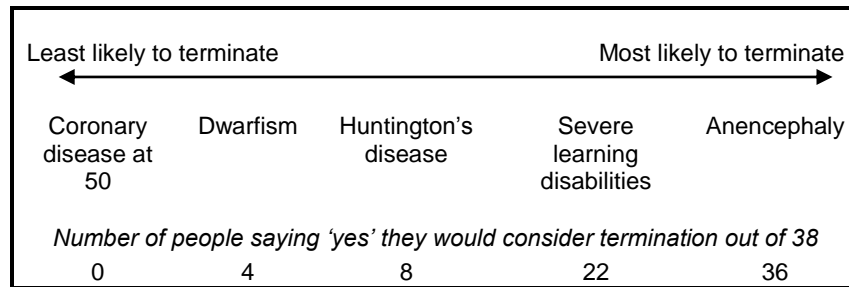 Least likely to terminate Most likely to terminate
Coronary Dwarfism Huntington’s Severe Anencephaly
disease at disease learning
50 disabilities
Number of people saying ‘yes’ they would consider termination out of 38
0 4 8 22 36